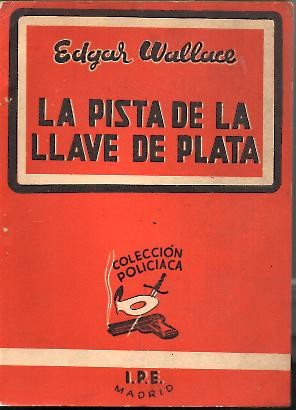 Edgar Wallace
LA PISTA DE LA
LLAVE DE PLATA
COLECCIÓN
POLICIACA
I.P.E.
MADRID